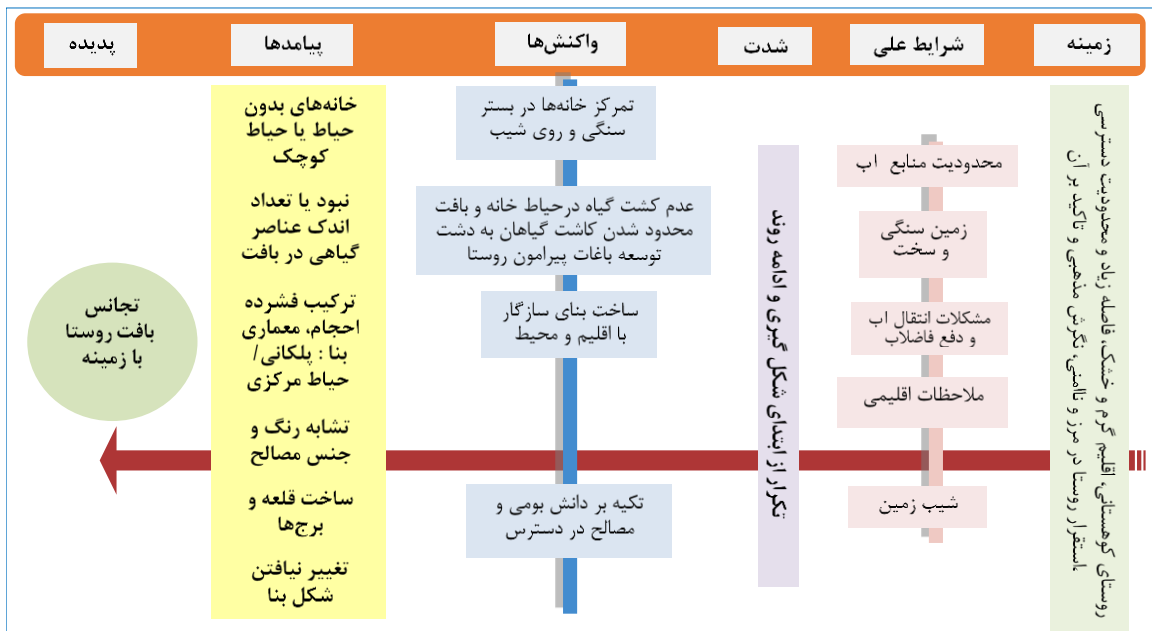 زمینه
شرایط علی
شدت
واکنش‌ها
پیامدها
پدیده
روستای کوهستانی، اقلیم گرم و خشک، فاصله زیاد و محدودیت دسترسی
استقرار روستا در مرز و ناامنی، نگرش مذهبی و تاکید بر آن
محدودیت منابع اب
زمین سنگی
و سخت
مشکلات انتقال اب
و دفع فاضلاب
ملاحظات اقلیمی
شیب زمین
تکرار از ابتدای شکل گیری و ادامه روند
تمرکز خانه‌ها در بستر
سنگی و روی شیب
عدم کشت گیاه درحیاط خانه و بافت
محدود شدن کاشت گیاهان به دشت
توسعه باغات پیرامون روستا
ساخت بنای سازگار
با اقلیم و محیط
تکیه بر دانش بومی و
مصالح در دسترس
خانه‌های بدون
حیاط یا حیاط
کوچک
نبود یا تعداد
اندک عناصر
گیاهی در بافت
ترکیب فشرده
احجام، معماری
بنا : پلکانی/
حیاط مرکزی
تشابه رنگ و
جنس مصالح
ساخت قلعه و
برج‌ها
تغییر نیافتن
شکل بنا
تجانس
بافت روستا
با زمینه